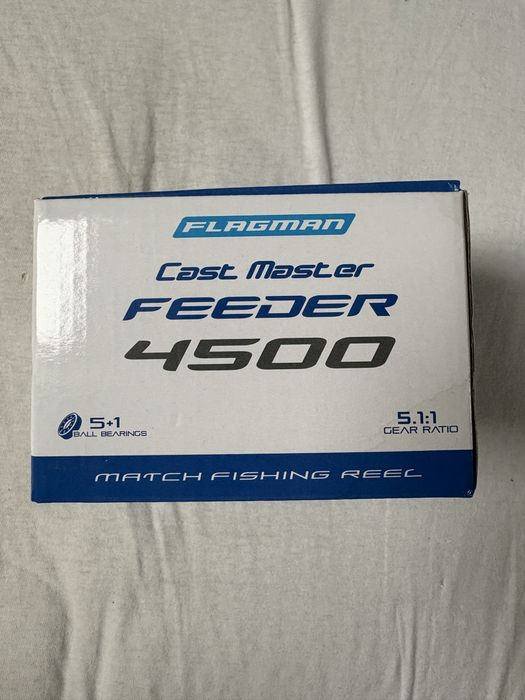 FLAGMAN
Cast Master
FEEDER
4500
5+1
BALL BEARINGS
5.1:1
GEAR RATIO
MATCH FISHING REEL